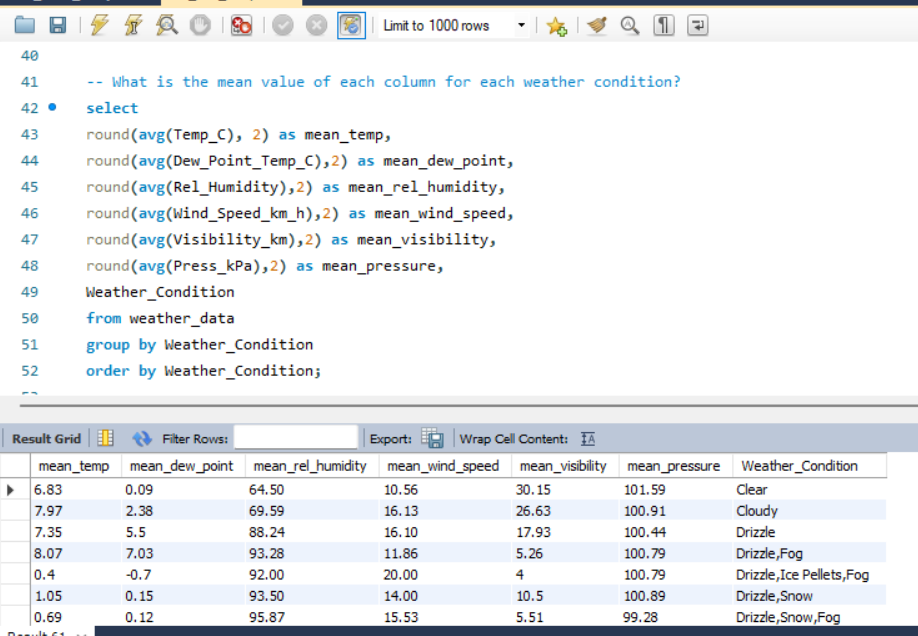 Limit to 1000 rows
40
41 -- What is the mean value of each column for each weather condition?
42 select
43 round(avg(Temp_C), 2) as mean_temp,
44 round(avg(Dew_Point_Temp_C),2) as mean_dew_point,
45 round(avg(Rel_Humidity),2) as mean_rel_humidity,
46 round(avg(Wind_Speed_km_h),2) as mean_wind_speed,
47 round(avg(Visibility_km),2) as mean_visibility,
48 round(avg(Press_kPa),2) as mean_pressure,
49 Weather_Condition
50 from weather_data
51 group by Weather_Condition
52 order by Weather_Condition;
Result Grid Filter Rows: Export: Wrap Cell Content:
mean_temp mean_dew_point mean_rel_humidity mean_wind_speed mean_visibility mean_pressure Weather_Condition
6.83 0.09 64.50 10.56 30.15 101.59 Clear
7.97 2.38 69.59 16.13 26.63 100.91 Cloudy
7.35 5.5 88.24 16.10 17.93 100.44 Drizzle
8.07 7.03 93.28 11.86 5.26 100.79 Drizzle,Fog
0.4 -0.7 92.00 20.00 4 100.79 Drizzle,Ice Pellets,Fog
1.05 0.15 93.50 14.00 10.5 100.89 Drizzle,Snow
0.69 0.12 95.87 15.53 5.51 99.28 Drizzle,Snow,Fog